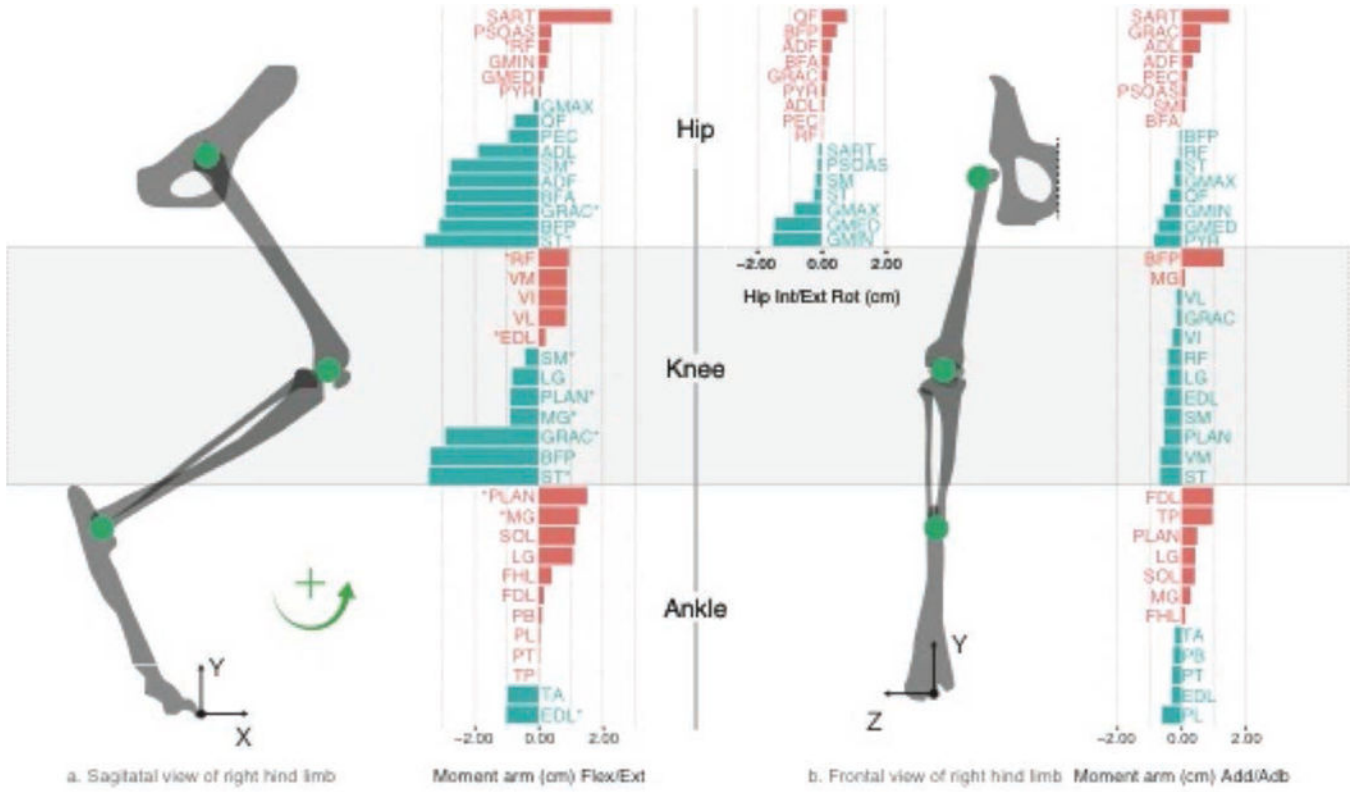 SART
PSOAS
*RF
GMIN
GMED
PYR
GMAX
QF
PEC
ADL
SM*
ADF
BFA
GRAC*
BFP
ST*
*RF
VM
VI
VL
*EDL
SM*
LG
PLAN*
MG*
GRAC*
BFP
ST*
*PLAN
*MG
SOL
LG
FHL
FDL
PB
PL
PT
TP
TA
EDL*
-2.00 0.00 2.00
Y
X
a. Sagitatal view of right hind limb
Moment arm (cm) Flex/Ext
Hip
Knee
Ankle
QF
BFP
ADF
BFA
GRAC
PYR
ADL
PEC
RF
SART
PSOAS
SM
ST
GMAX
GMED
GMIN
-2.00 0.00 2.00
Hip Int/Ext Rot (cm)
Y
Z
b. Frontal view of right hind limb
SART
GRAC
ADL
ADF
PEC
PSOAS
SM
BFA
BFP
RF
ST
GMAX
QF
GMIN
GMED
PYR
BFP
MG
VL
GRAC
VI
RF
LG
EDL
SM
PLAN
VM
ST
FDL
TP
PLAN
LG
SOL
MG
FHL
TA
PB
PT
EDL
PL
-2.00 0.00 2.00
Moment arm (cm) Add/Adb